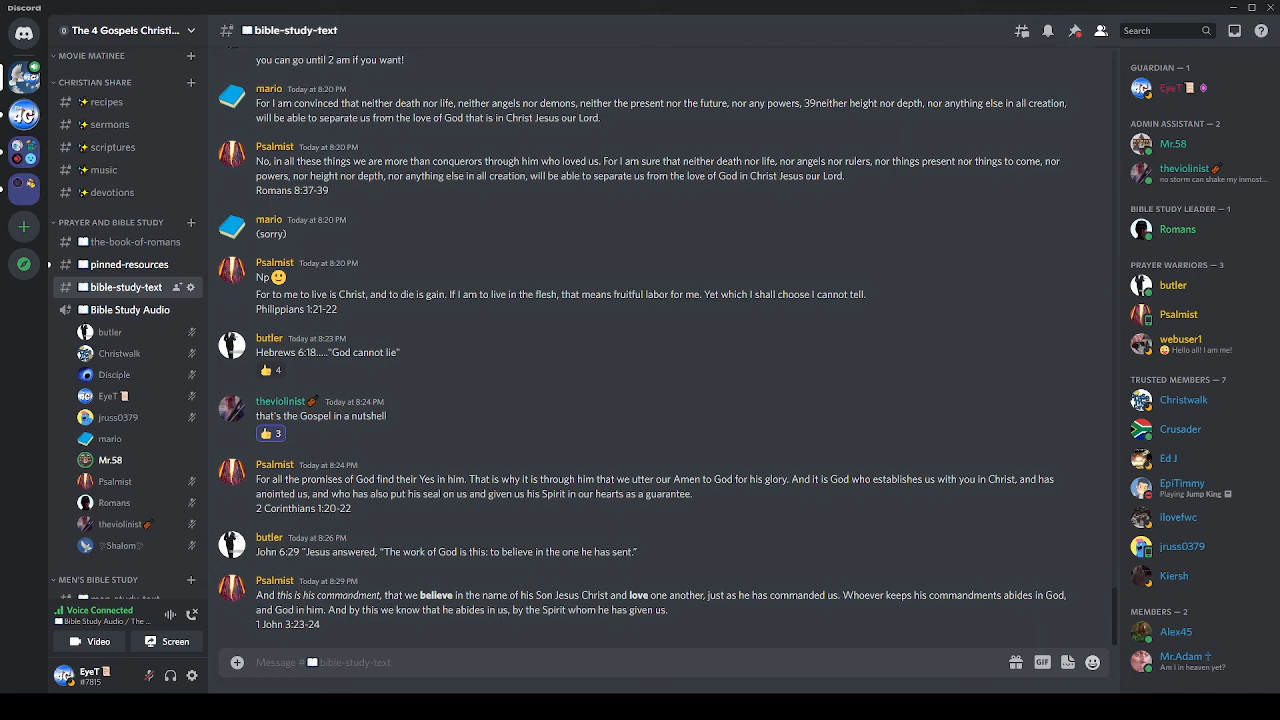 Discord
The 4 Gospels Christi...
MOVIE MATINEE
CHRISTIAN SHARE
recipes
sermons
scriptures
music
devotions
PRAYER AND BIBLE STUDY
the-book-of-romans
pinned-resources
bible-study-text
Bible Study Audio
butler
Christwalk
Disciple
EyeT
jruss0379
mario
Mr.58
Psalmist
Romans
theviolinist
Shalom
MEN'S BIBLE STUDY
Voice Connected
Bible Study Audio / The ...
Video
Screen
EyeT
#7815
bible-study-text
Search
you can go until 2 am if you want!
mario Today at 8:20 PM
For I am convinced that neither death nor life, neither angels nor demons, neither the present nor the future, nor any powers, 39neither height nor depth, nor anything else in all creation,
will be able to separate us from the love of God that is in Christ Jesus our Lord.
Psalmist Today at 8:20 PM
No, in all these things we are more than conquerors through him who loved us. For I am sure that neither death nor life, nor angels nor rulers, nor things present nor things to come, nor
powers, nor height nor depth, nor anything else in all creation, will be able to separate us from the love of God in Christ Jesus our Lord.
Romans 8:37-39
mario Today at 8:20 PM
(sorry)
Psalmist Today at 8:20 PM
Np
For to me to live is Christ, and to die is gain. If I am to live in the flesh, that means fruitful labor for me. Yet which I shall choose I cannot tell.
Philippians 1:21-22
butler Today at 8:23 PM
Hebrews 6:18...."God cannot lie"
4
theviolinist Today at 8:24 PM
that's the Gospel in a nutshell
3
Psalmist Today at 8:24 PM
For all the promises of God find their Yes in him. That is why it is through him that we utter our Amen to God for his glory. And it is God who establishes us with you in Christ, and has
anointed us, and who has also put his seal on us and given us his Spirit in our hearts as a guarantee.
2 Corinthians 1:20-22
butler Today at 8:26 PM
John 6:29 "Jesus answered, "The work of God is this: to believe in the one he has sent."
Psalmist Today at 8:29 PM
And this is his commandment, that we believe in the name of his Son Jesus Christ and love one another, just as he has commanded us. Whoever keeps his commandments abides in God,
and God in him. And by this we know that he abides in us, by the Spirit whom he has given us.
1 John 3:23-24
Message # bible-study-text
GIF
GUARDIAN — 1
EyeT
ADMIN ASSISTANT — 2
Mr.58
theviolinist
no storm can shake my inmost...
BIBLE STUDY LEADER — 1
Romans
PRAYER WARRIORS — 3
butler
Psalmist
webuser1
Hello all! I am me!
TRUSTED MEMBERS — 7
Christwalk
Crusader
Ed J
EpiTimmy
Playing Jump King
ilovefwc
jruss0379
Kiersh
MEMBERS — 2
Alex45
Mr.Adam ✝
Am I in heaven yet?